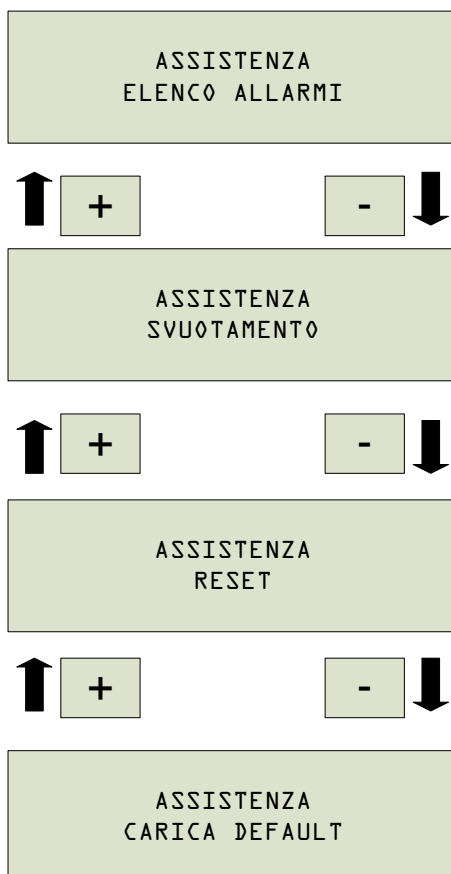 ASSISTENZA
ELENCO ALLARMI
+ -
ASSISTENZA
SVUOTAMENTO
+ -
ASSISTENZA
RESET
+ -
ASSISTENZA
CARICA DEFAULT